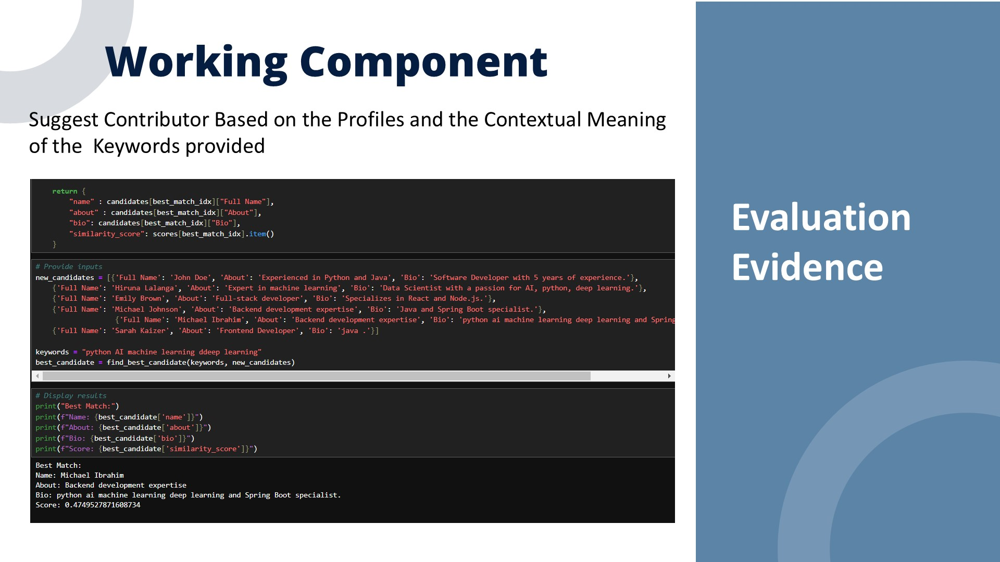 Working Component
Suggest Contributor Based on the Profiles and the Contextual Meaning
of the  Keywords provided
return {
"name" : candidates[best_match_idx]["Full Name"],
"about" : candidates[best_match_idx]["About"],
"bio": candidates[best_match_idx]["Bio"],
"similarity_score": scores[best_match_idx].item()
}
# Provide inputs
new_candidates = [{'Full Name': 'John Doe', 'About': 'Experienced in Python and Java', 'Bio': 'Software Developer with 5 years of experience.'},
{'Full Name': 'Hiruna Lalanga', 'About': 'Expert in machine learning', 'Bio': 'Data Scientist with a passion for AI, python, deep learning.'},
{'Full Name': 'Emily Brown', 'About': 'Full-stack developer', 'Bio': 'Specializes in React and Node.js.'},
{'Full Name': 'Michael Johnson', 'About': 'Backend development expertise', 'Bio': 'Java and Spring Boot specialist.'},
{'Full Name': 'Michael Ibrahim', 'About': 'Backend development expertise', 'Bio': 'python ai machine learning deep learning and Spring
{'Full Name': 'Sarah Kaizer', 'About': 'Frontend Developer', 'Bio': 'java .'}]
keywords = "python AI machine learning ddeep learning"
best_candidate = find_best_candidate(keywords, new_candidates)
# Display results
print("Best Match:")
print(f"Name: {best_candidate['name']}")
print(f"About: {best_candidate['about']}")
print(f"Bio: {best_candidate['bio']}")
print(f"Score: {best_candidate['similarity_score']}")
Best Match:
Name: Michael Ibrahim
About: Backend development expertise
Bio: python ai machine learning deep learning and Spring Boot specialist.
Score: 0.4749527871608734
Evaluation
Evidence